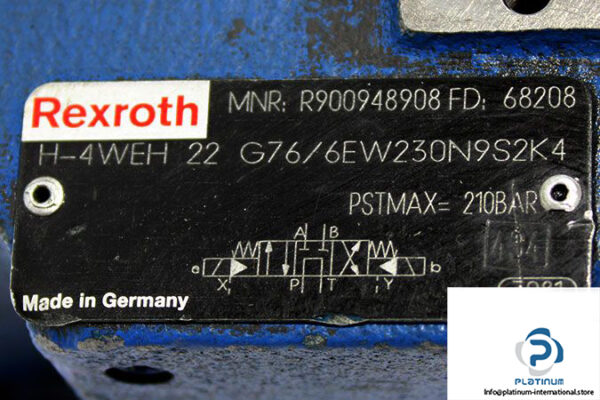 Rexroth
MNR: R900948908 FD: 68208
H-4WEH 22 G76/6EW230N9S2K4
PSTMAX= 210BAR
A B
a b
X P T Y
Made in Germany
PLATINUM
Info@platinum-international.store